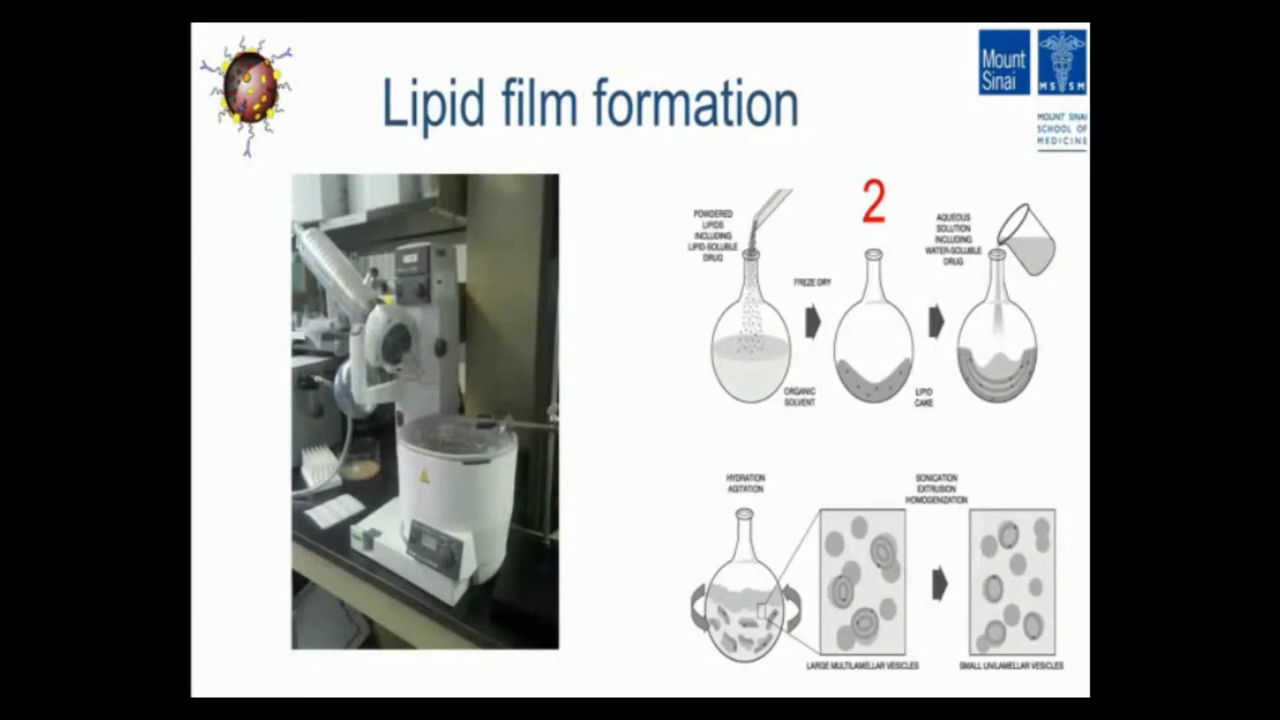 Lipid film formation
Mount
Sinai
MSSM
MOUNT SINAI
SCHOOL OF
MEDICINE
2
POWDERED
LIPIDS
INCLUDING
LIPID-SOLUBLE
DRUG
FREZE DRY
AQUEOUS
SOLUTION
INCLUDING
WATER-SOLUBLE
DRUG
ORGANIC
SOLVENT
LIPID
CAKE
HYDRATION
AGITATION
SONICATION
EXTRUSION
HOMOGENIZATION
LARGE MULTILAMELLAR VESICLES
SMALL UNILAMELLAR VESICLES